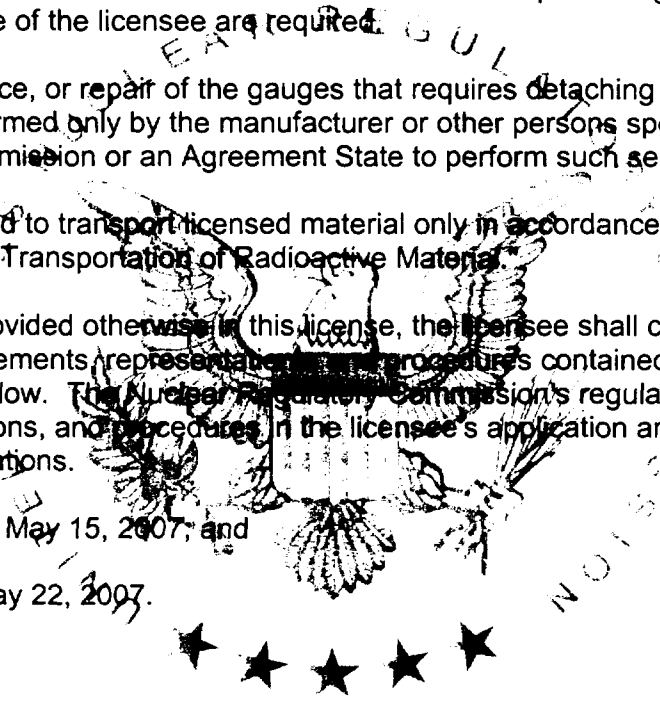 e of the licensee are required.
ce, or repair of the gauges that requires detaching
rmed only by the manufacturer or other persons spe
mission or an Agreement State to perform such se
d to transport licensed material only in accordance
Transportation of Radioactive Material."
ovided otherwise in this license, the licensee shall c
ements, representations and procedures contained
low. The Nuclear Regulatory Commission's regula
ons, and procedures in the licensee's application an
ations.
May 15, 2007; and
ay 22, 2007.